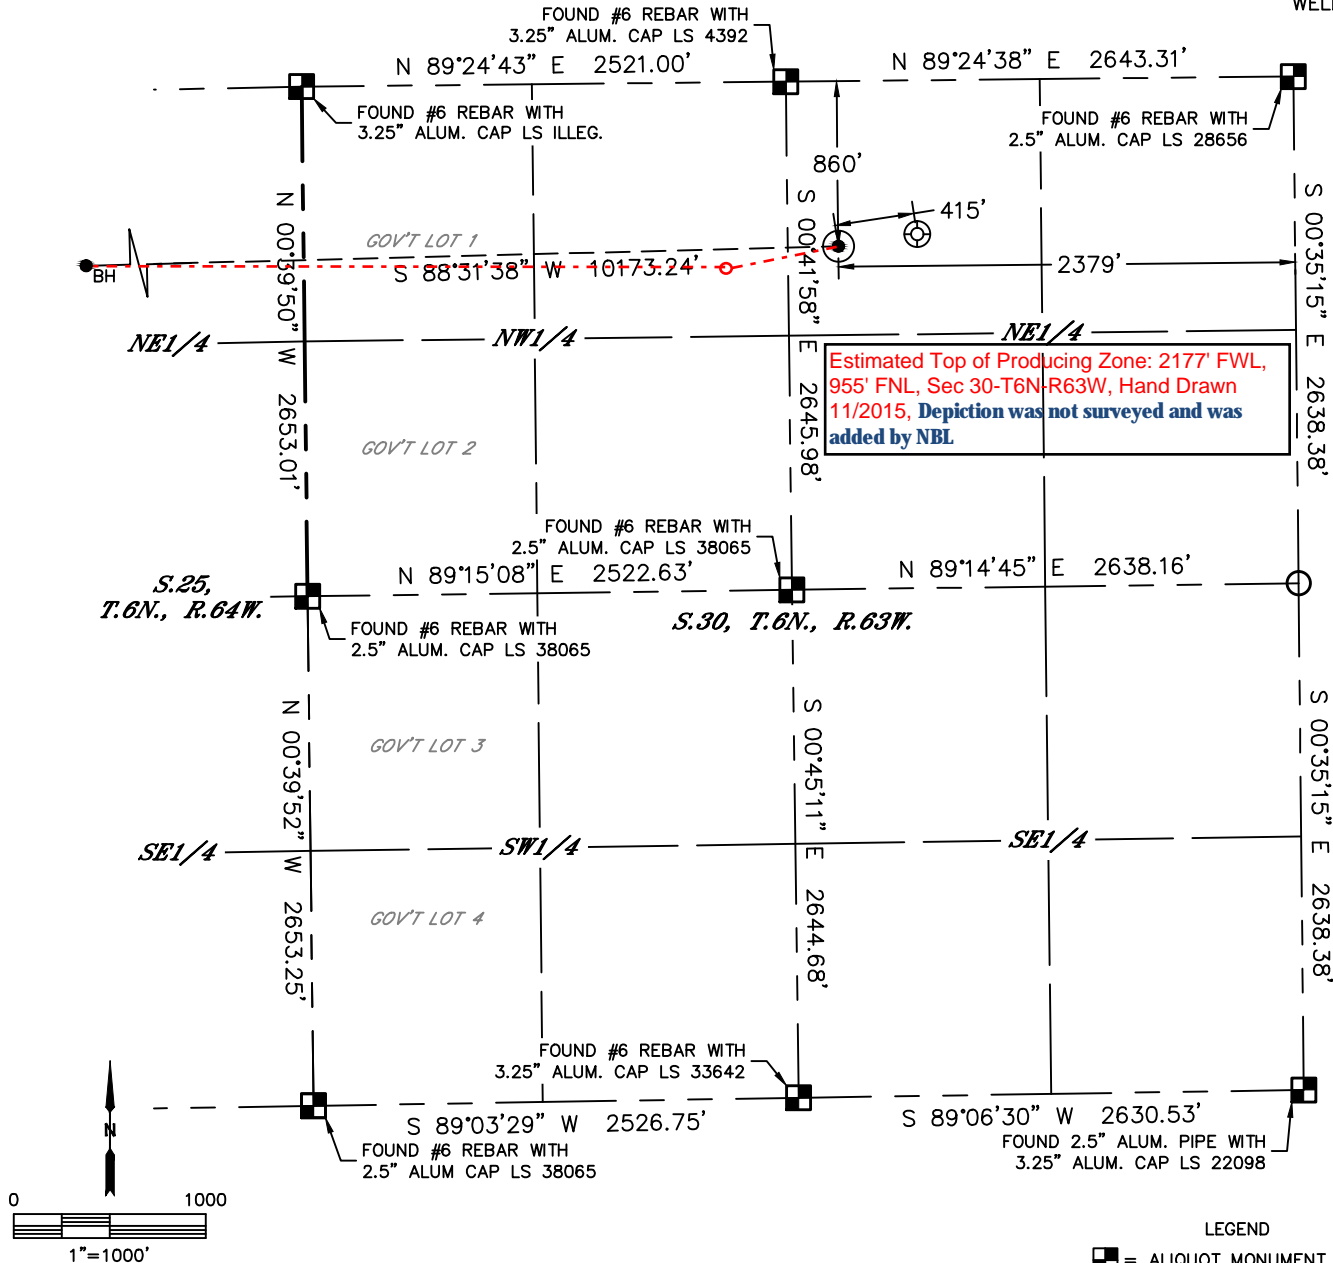 WELL
FOUND #6 REBAR WITH
3.25" ALUM. CAP LS 4392
N 89°24'43" E 2521.00'
N 89°24'38" E 2643.31'
FOUND #6 REBAR WITH
3.25" ALUM. CAP LS ILLEG.
FOUND #6 REBAR WITH
2.5" ALUM. CAP LS 28656
860'
415'
GOV'T LOT 1
BH
S 88°31'38" W 10173.24'
2379'
N 00°39'50" W 2653.01'
S 00°41'58" E 2645.98'
S 00°35'15" E 2638.38'
NE1/4
NW1/4
NE1/4
Estimated Top of Producing Zone: 2177' FWL,
955' FNL, Sec 30-T6N-R63W, Hand Drawn
11/2015, Depiction was not surveyed and was
added by NBL
GOV'T LOT 2
FOUND #6 REBAR WITH
2.5" ALUM. CAP LS 38065
N 89°15'08" E 2522.63'
N 89°14'45" E 2638.16'
S.25,
T.6N., R.64W.
S.30, T.6N., R.63W.
FOUND #6 REBAR WITH
2.5" ALUM. CAP LS 38065
N 00°39'52" W 2653.25'
S 00°45'11" E 2644.68'
S 00°35'15" E 2638.38'
GOV'T LOT 3
SE1/4
SW1/4
SE1/4
GOV'T LOT 4
FOUND #6 REBAR WITH
3.25" ALUM. CAP LS 33642
S 89°03'29" W 2526.75'
S 89°06'30" W 2630.53'
FOUND #6 REBAR WITH
2.5" ALUM CAP LS 38065
FOUND 2.5" ALUM. PIPE WITH
3.25" ALUM. CAP LS 22098
N
0 1000
1"=1000'
LEGEND
= ALIQUOT MONUMENT